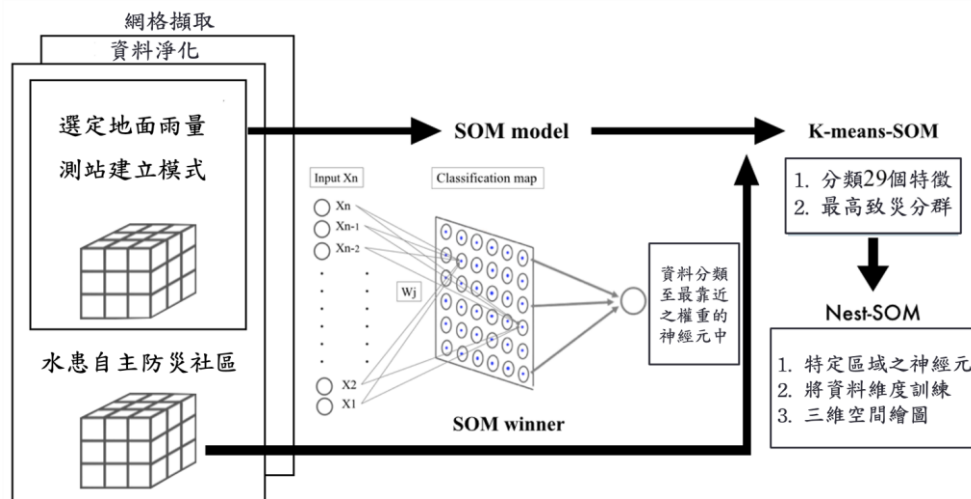 網格擷取
資料淨化
選定地面雨量
測站建立模式
水患自主防災社區
SOM model
Input Xn
Classification map
Xn
Xn-1
Xn-2
Wj
X2
X1
SOM winner
資料分類
至最靠近
之權重的
神經元中
K-means-SOM
1. 分類29個特徵
2. 最高致災分群
Nest-SOM
1. 特定區域之神經元
2. 將資料維度訓練
3. 三維空間繪圖